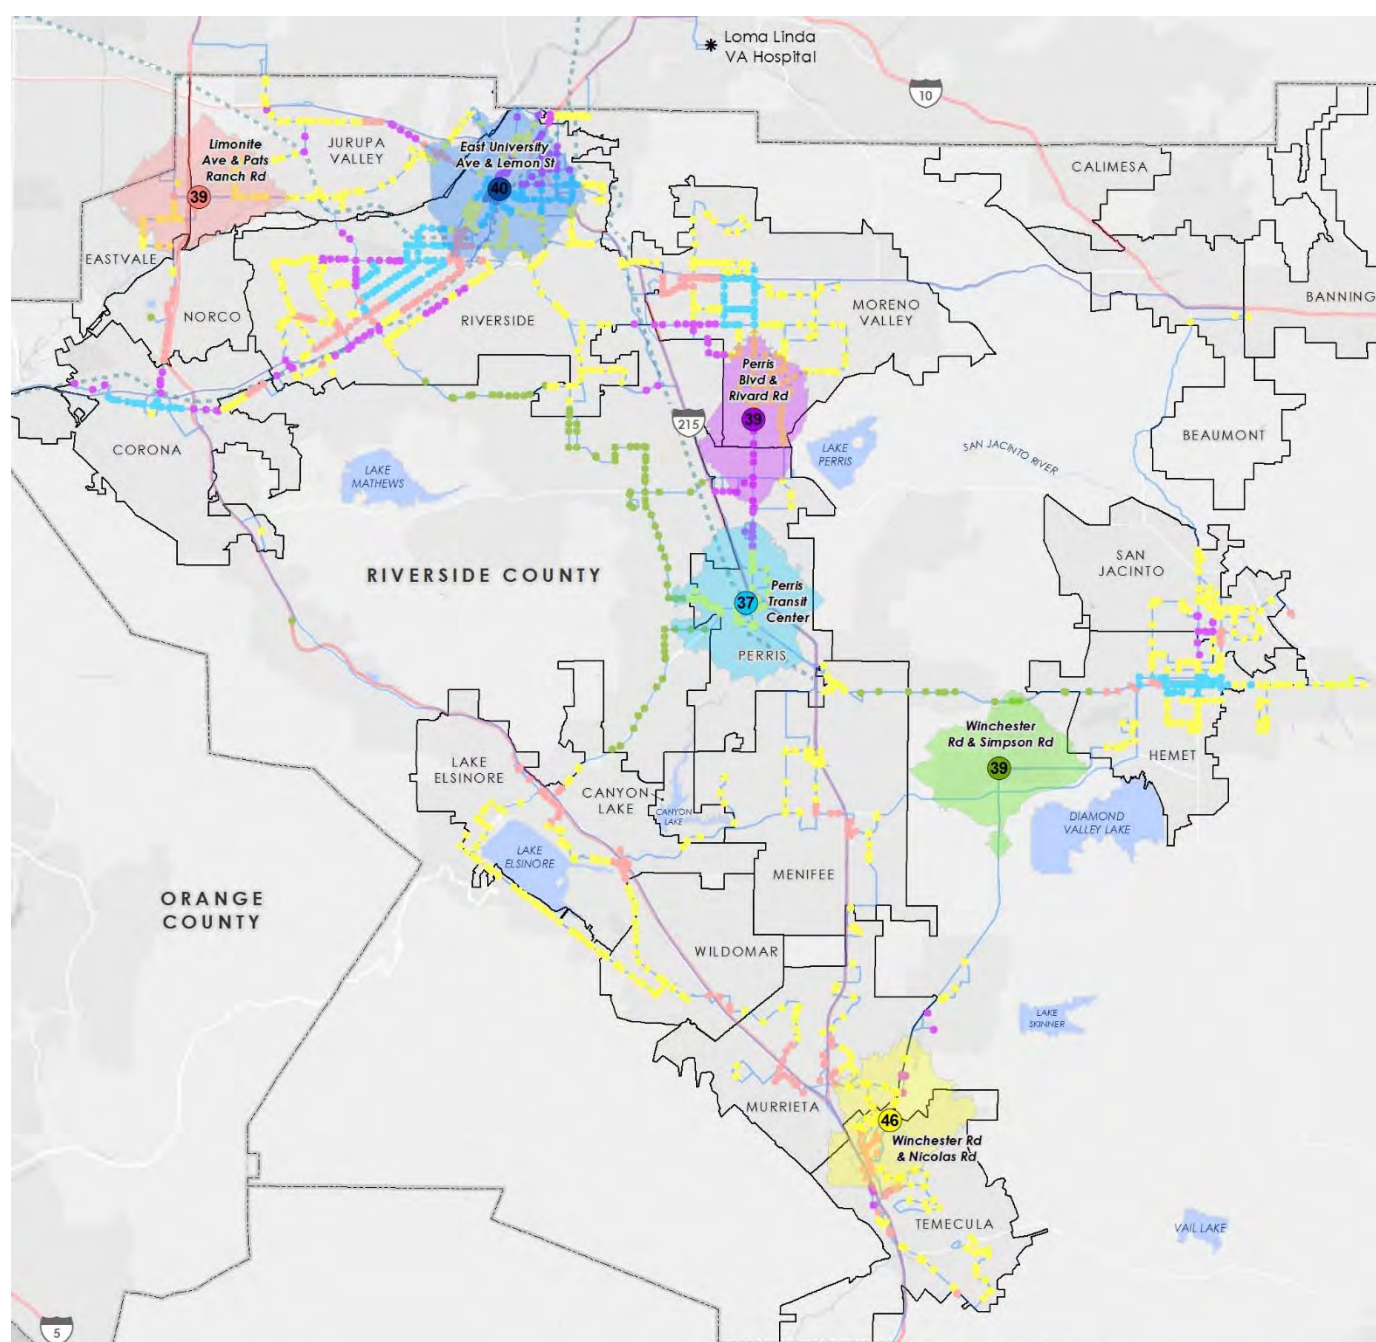 Loma Linda
VA Hospital
10
Limonite
Ave & Pats
Ranch Rd
39
JURUPA
VALLEY
East University
Ave & Lemon St
40
CALIMESA
EASTVALE
NORCO
RIVERSIDE
MORENO
VALLEY
BANNING
Perris
Blvd &
Rivard Rd
39
215
CORONA
LAKE
MATHEWS
LAKE
PERRIS
SAN JACINTO RIVER
BEAUMONT
RIVERSIDE COUNTY
SAN
JACINTO
37
Perris
Transit
Center
PERRIS
Winchester
Rd & Simpson Rd
39
HEMET
LAKE
ELSINORE
CANYON
LAKE
CANYON
LAKE
DIAMOND
VALLEY LAKE
LAKE
ELSINORE
MENIFEE
ORANGE
COUNTY
WILDOMAR
LAKE
SKINNER
MURRIETA
46
Winchester Rd
& Nicolas Rd
TEMECULA
VAIL LAKE
5